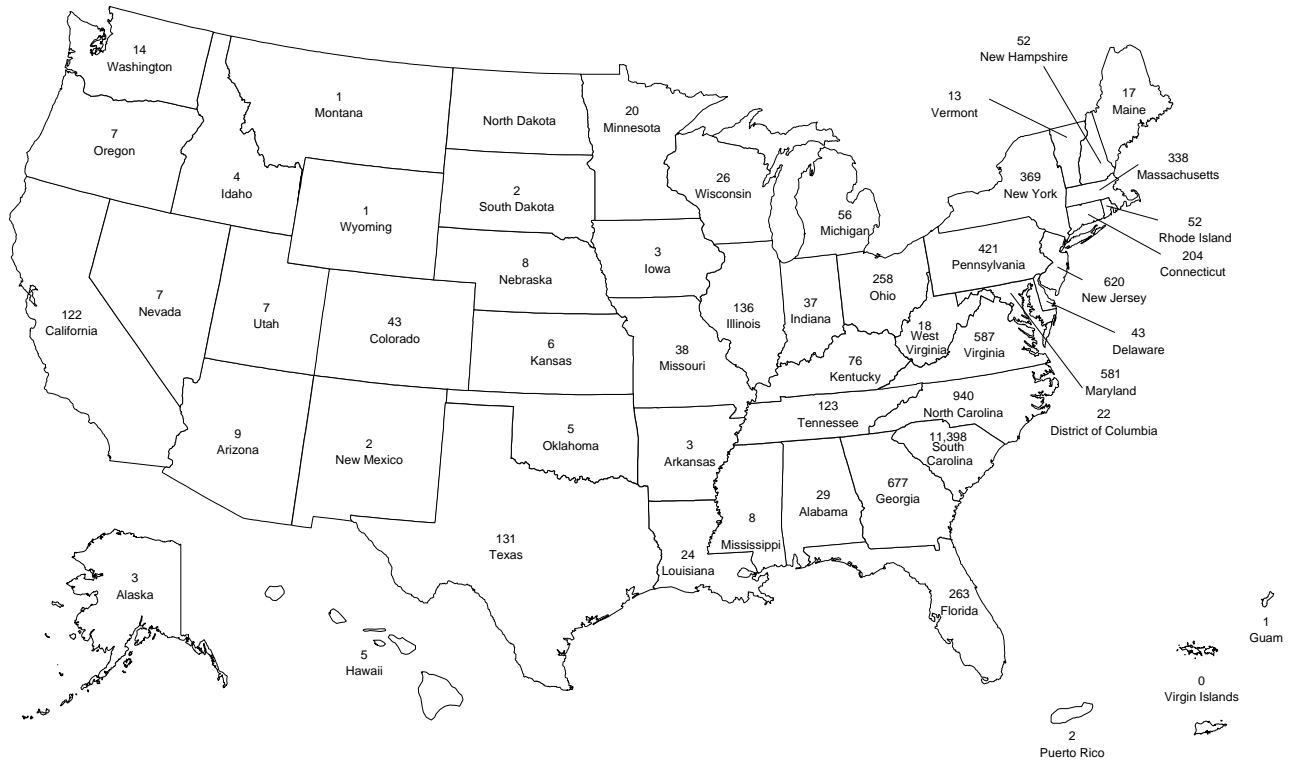 52
New Hampshire
14
Washington
17
Maine
1
Montana
13
Vermont
20
Minnesota
North Dakota
7
Oregon
338
Massachusetts
4
Idaho
369
New York
26
Wisconsin
2
South Dakota
1
Wyoming
56
Michigan
52
Rhode Island
204
Connecticut
421
Pennsylvania
3
Iowa
258
Ohio
8
Nebraska
620
New Jersey
7
Nevada
7
Utah
122
California
43
Colorado
136
Illinois
37
Indiana
18
West
Virginia
587
Virginia
43
Delaware
6
Kansas
38
Missouri
76
Kentucky
581
Maryland
940
North Carolina
123
Tennessee
22
District of Columbia
9
Arizona
2
New Mexico
5
Oklahoma
3
Arkansas
11,398
South
Carolina
677
Georgia
29
Alabama
8
Mississippi
131
Texas
24
Louisiana
3
Alaska
263
Florida
1
Guam
5
Hawaii
0
Virgin Islands
2
Puerto Rico